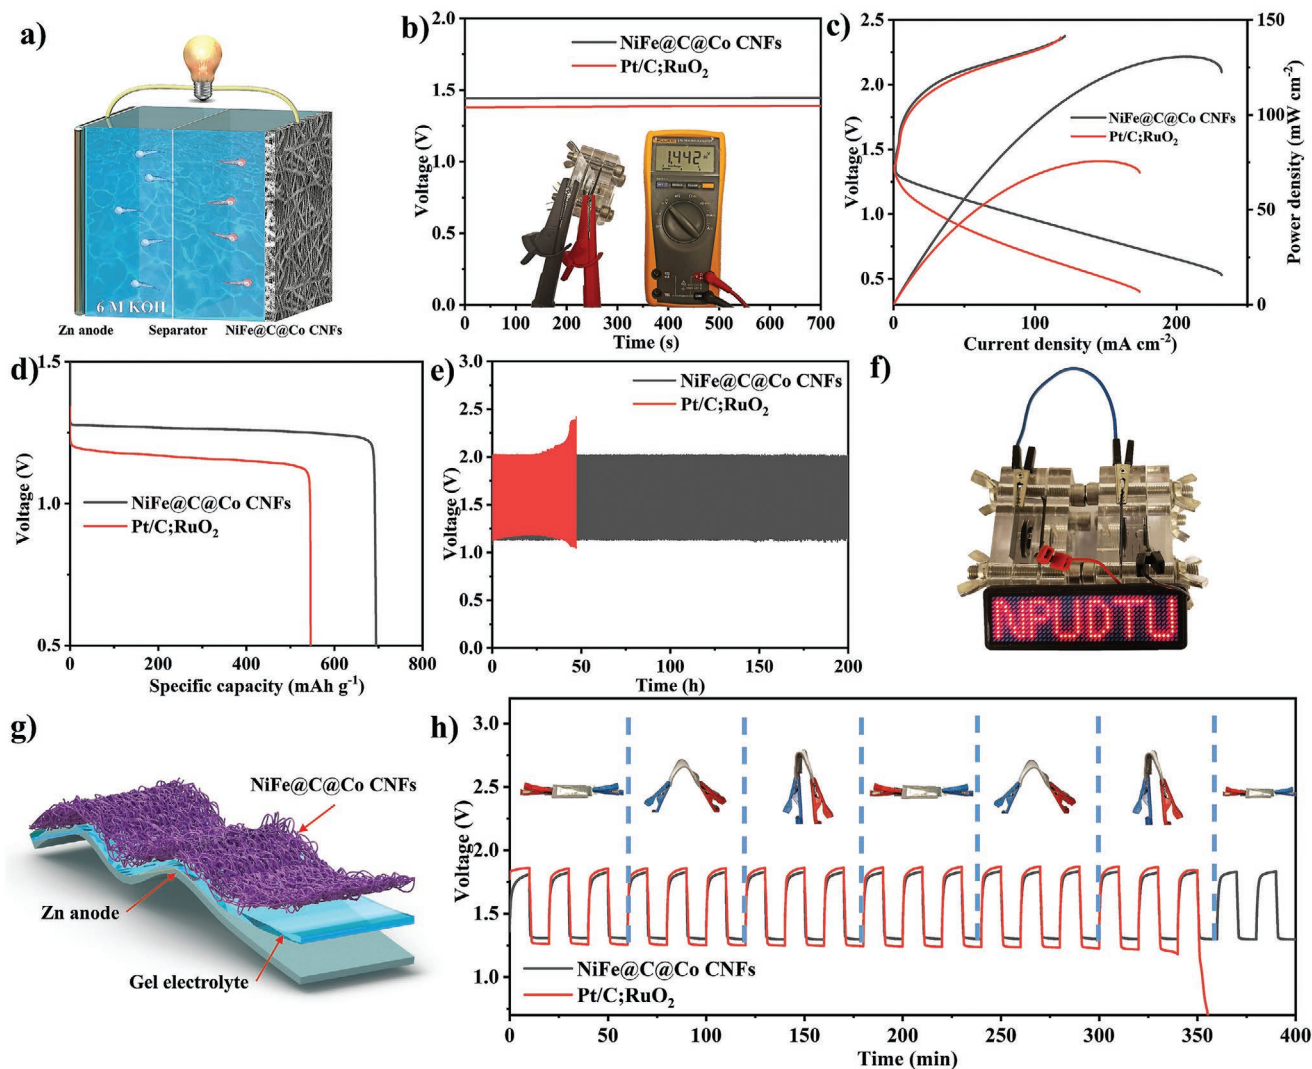 a)
6 M KOH
Zn anode
Separator
NiFe@C@Co CNFs
b)
NiFe@C@Co CNFs
Pt/C;RuO₂
1.442
Voltage (V)
2.0
1.5
1.0
0.5
0.0
0 100 200 300 400 500 600 700
Time (s)
c)
NiFe@C@Co CNFs
Pt/C;RuO₂
Voltage (V)
2.5
2.0
1.5
1.0
0.5
0 100 200
Current density (mA cm⁻²)
150
100
50
0
Power density (mW cm⁻²)
d)
NiFe@C@Co CNFs
Pt/C;RuO₂
Voltage (V)
1.5
1.0
0.5
0 200 400 600 800
Specific capacity (mAh g⁻¹)
e)
NiFe@C@Co CNFs
Pt/C;RuO₂
Voltage (V)
3.0
2.5
2.0
1.5
1.0
0.5
0.0
0 50 100 150 200
Time (h)
f)
NPUDTU
g)
NiFe@C@Co CNFs
Zn anode
Gel electrolyte
h)
Voltage (V)
3.0
2.5
2.0
1.5
1.0
NiFe@C@Co CNFs
Pt/C;RuO₂
0 50 100 150 200 250 300 350 400
Time (min)